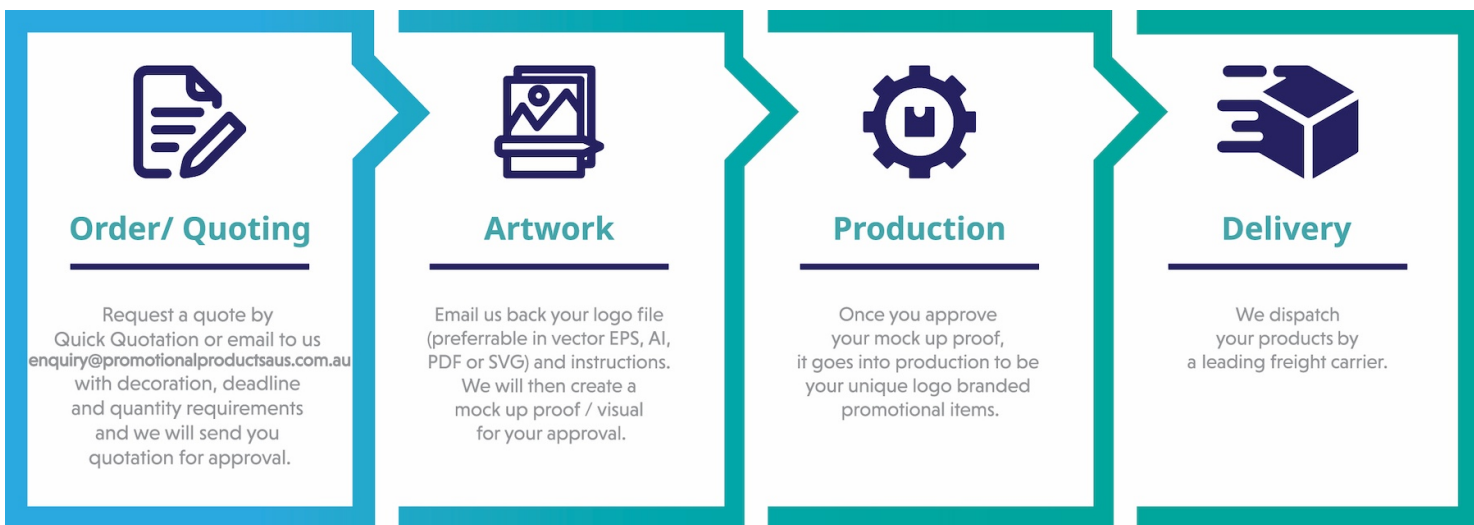 Order/ Quoting
Request a quote by
Quick Quotation or email to us
enquiry@promotionalproductsaus.com.au
with decoration, deadline
and quantity requirements
and we will send you
quotation for approval.
Artwork
Email us back your logo file
(preferrable in vector EPS, AI,
PDF or SVG) and instructions.
We will then create a
mock up proof / visual
for your approval.
Production
Once you approve
your mock up proof,
it goes into production to be
your unique logo branded
promotional items.
Delivery
We dispatch
your products by
a leading freight carrier.